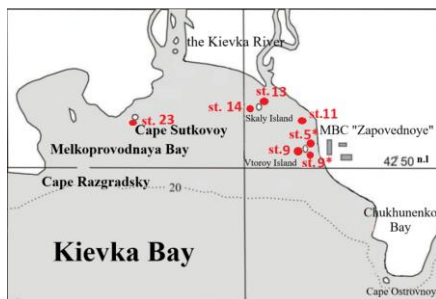 the Kievka River
st. 13
st. 14
Skaly Island
st.11
st. 23
Cape Sutkovoy
MBC "Zapovednoye"
st.5*
Melkoprovodnaya Bay
st.9
Vtoroy Island
st. 9*
42 50 n.l
Cape Razgradsky
20
Chukhunenko
Bay
Kievka Bay
Cape Ostrovnoy